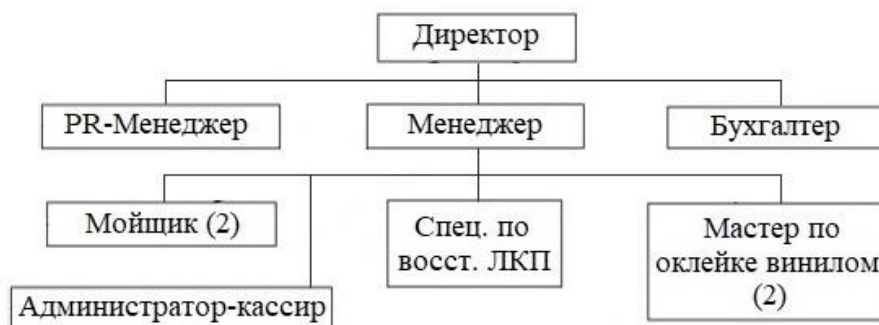 Директор
PR-Менеджер
Менеджер
Бухгалтер
Мойщик (2)
Спец. по
восст. ЛКП
Мастер по
оклейке винилом
(2)
Администратор-кассир